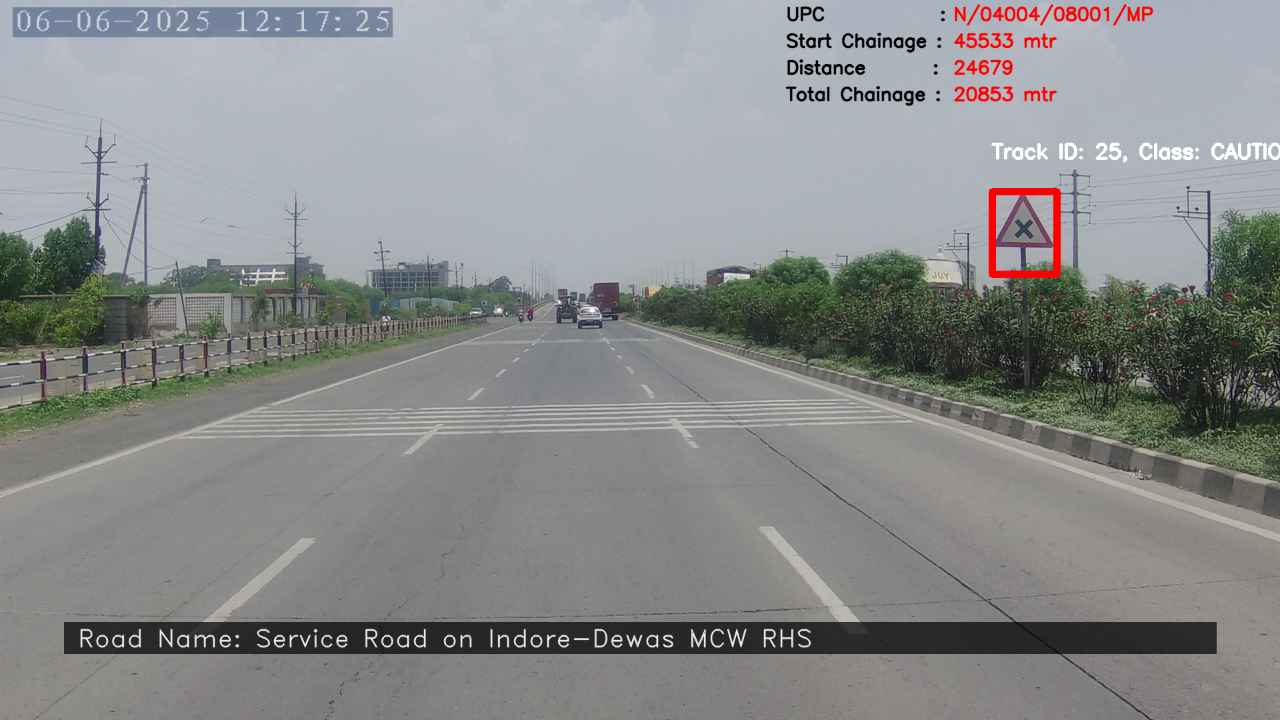 06-06-2025 12:17:25
UPC : N/04004/08001/MP
Start Chainage : 45533 mtr
Distance : 24679
Total Chainage : 20853 mtr
Track ID: 25, Class: CAUTIO
JUY
Road Name: Service Road on Indore-Dewas MCW RHS